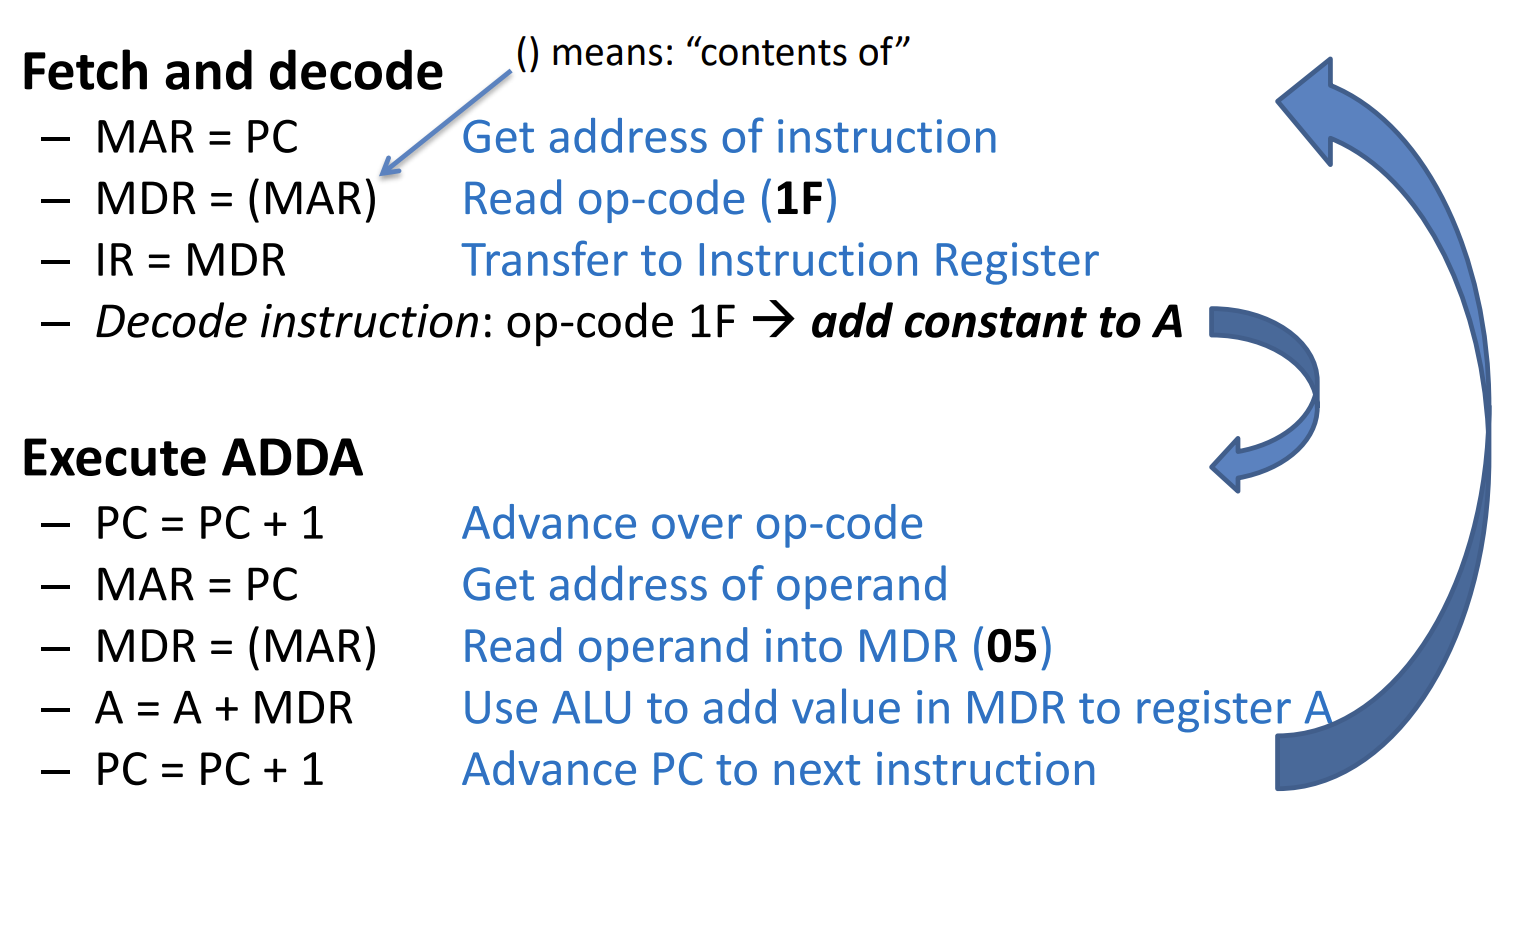 () means: “contents of”
Fetch and decode
– MAR = PC Get address of instruction
– MDR = (MAR) Read op-code (1F)
– IR = MDR Transfer to Instruction Register
– Decode instruction: op-code 1F → add constant to A
Execute ADDA
– PC = PC + 1 Advance over op-code
– MAR = PC Get address of operand
– MDR = (MAR) Read operand into MDR (05)
– A = A + MDR Use ALU to add value in MDR to register A
– PC = PC + 1 Advance PC to next instruction